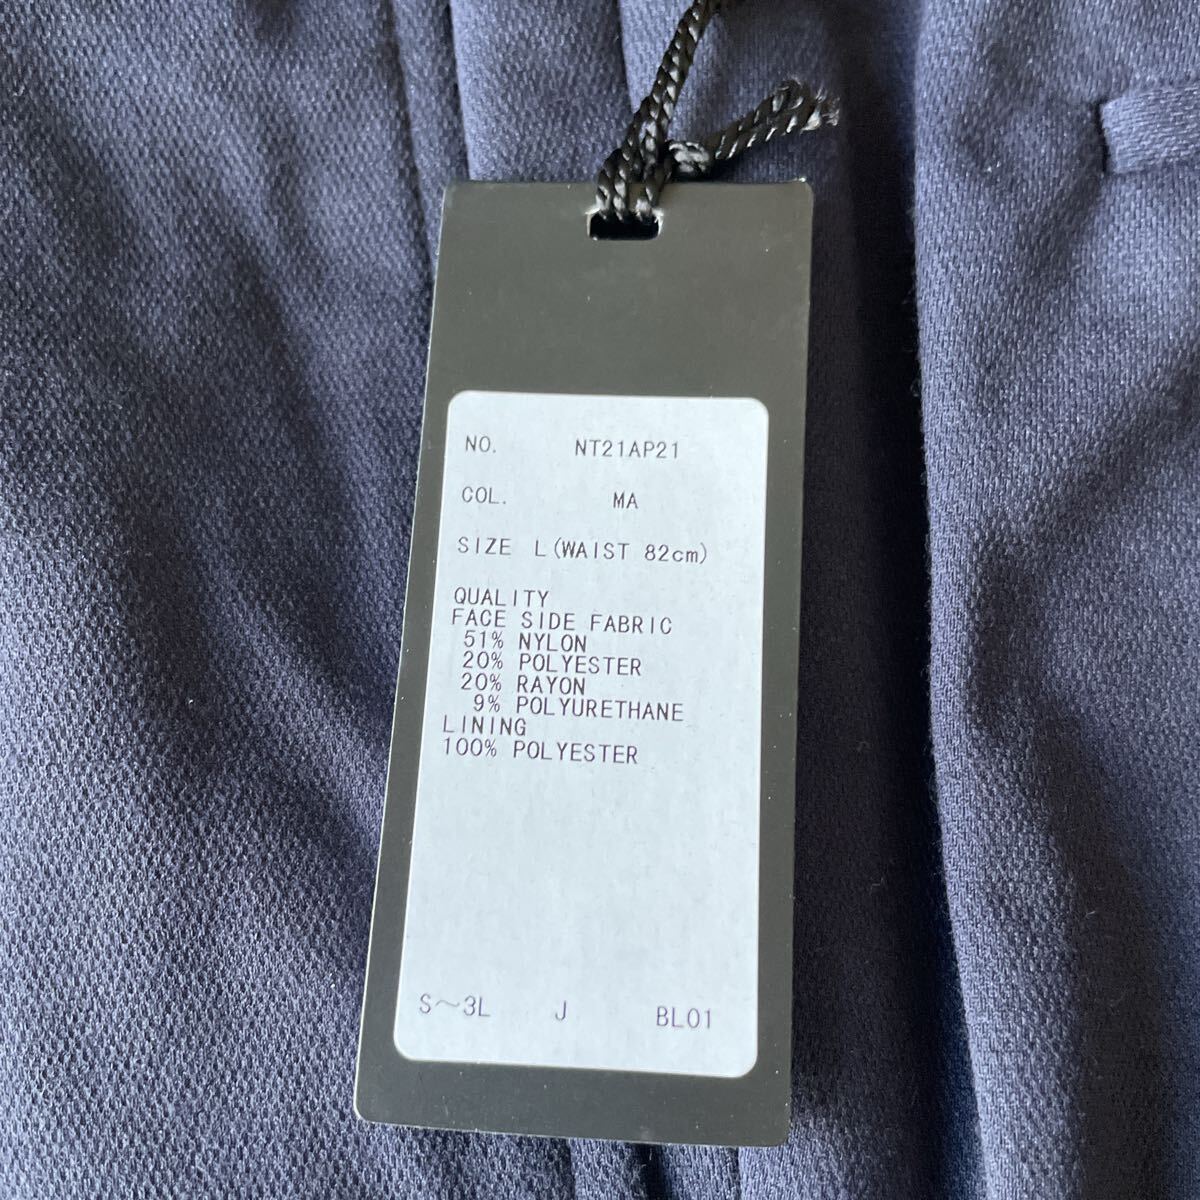 NO. NT21AP21
COL. MA
SIZE L(WAIST 82cm)
QUALITY
FACE SIDE FABRIC
51% NYLON
20% POLYESTER
20% RAYON
9% POLYURETHANE
LINING
100% POLYESTER
S～3L J BL01